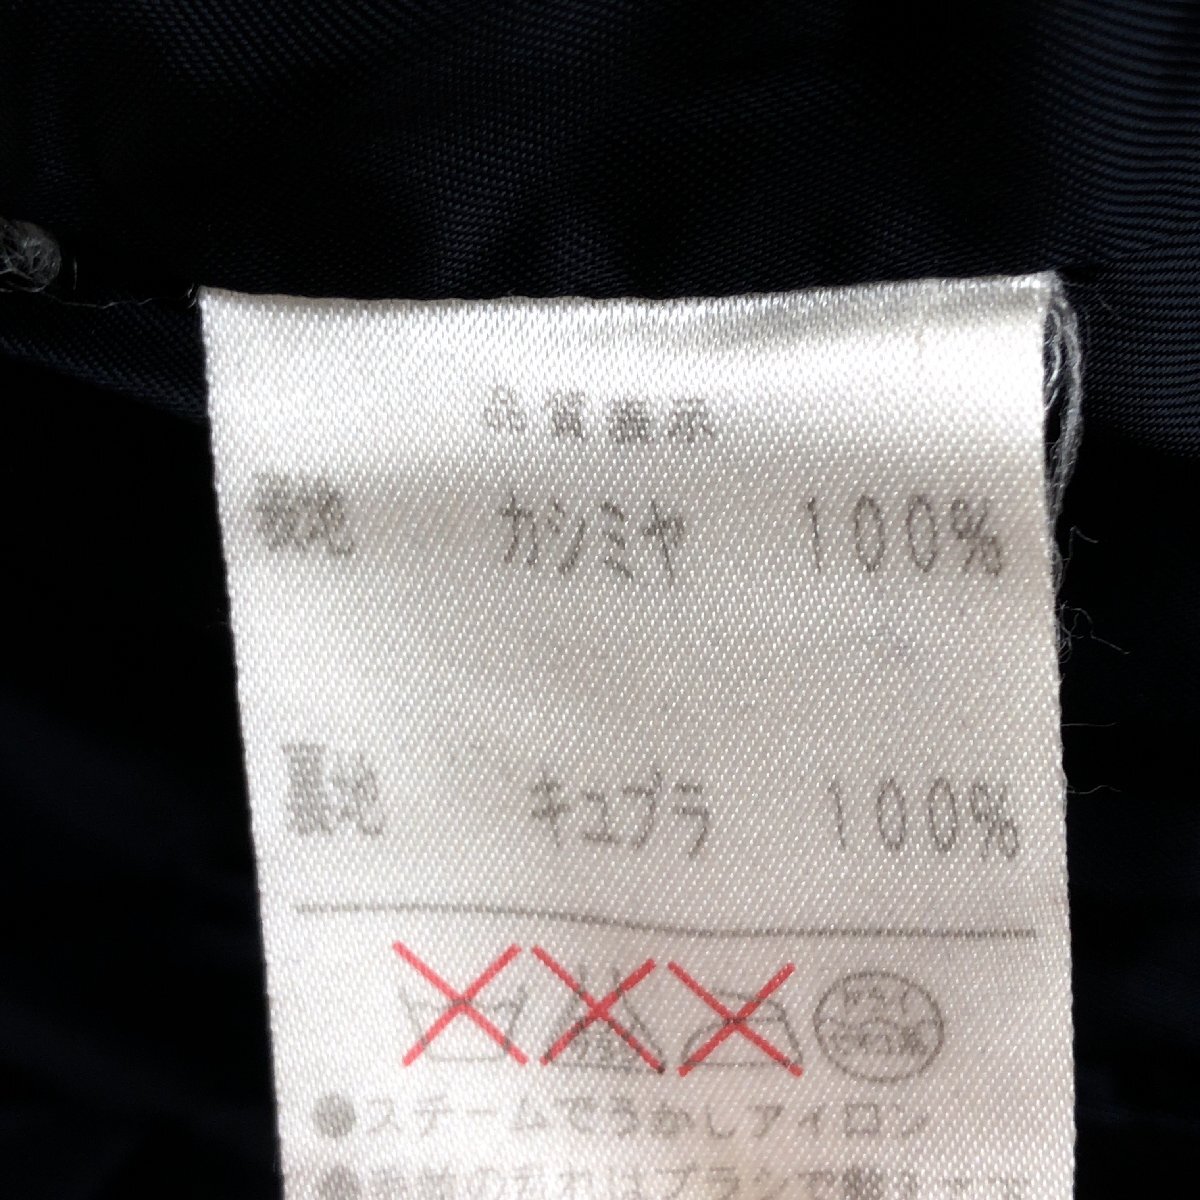 品質表示
表地 カシミヤ 100%
裏地 キュプラ 100%
ドライ
●スチームでうかしアイロン